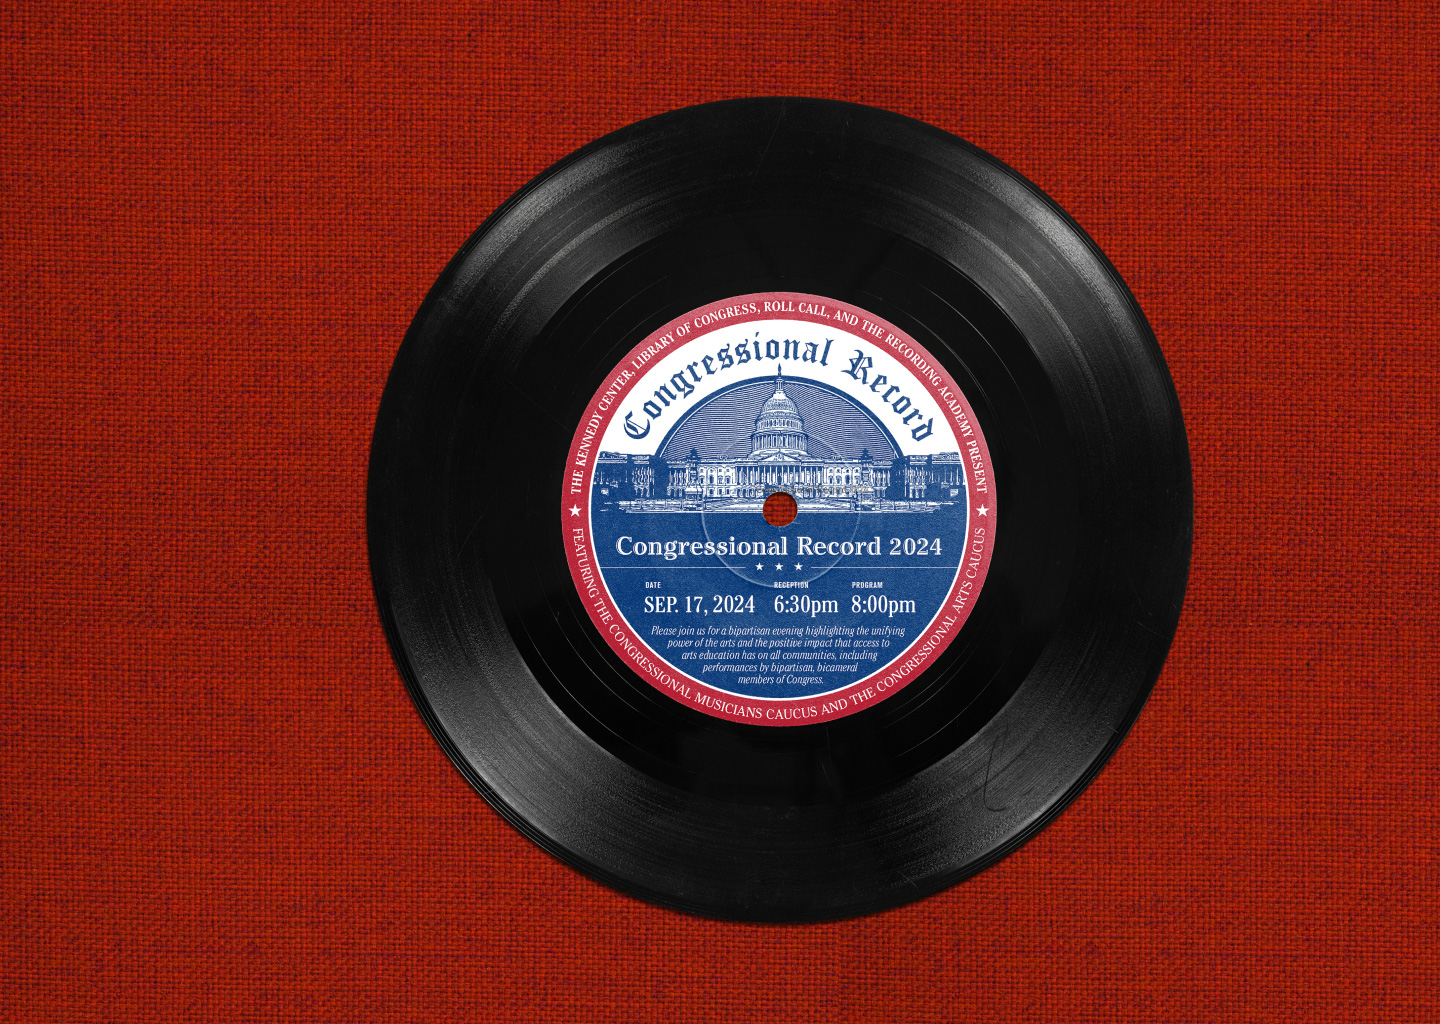 THE KENNEDY CENTER, LIBRARY OF CONGRESS, ROLL CALL, AND THE RECORDING ACADEMY PRESENT
Congressional Record
Congressional Record 2024
DATE RECEPTION PROGRAM
SEP. 17, 2024 6:30pm 8:00pm
Please join us for a bipartisan evening highlighting the unifying
power of the arts and the positive impact that access to
arts education has on all communities, including
performances by bipartisan, bicameral
members of Congress.
FEATURING THE CONGRESSIONAL MUSICIANS CAUCUS AND THE CONGRESSIONAL ARTS CAUCUS